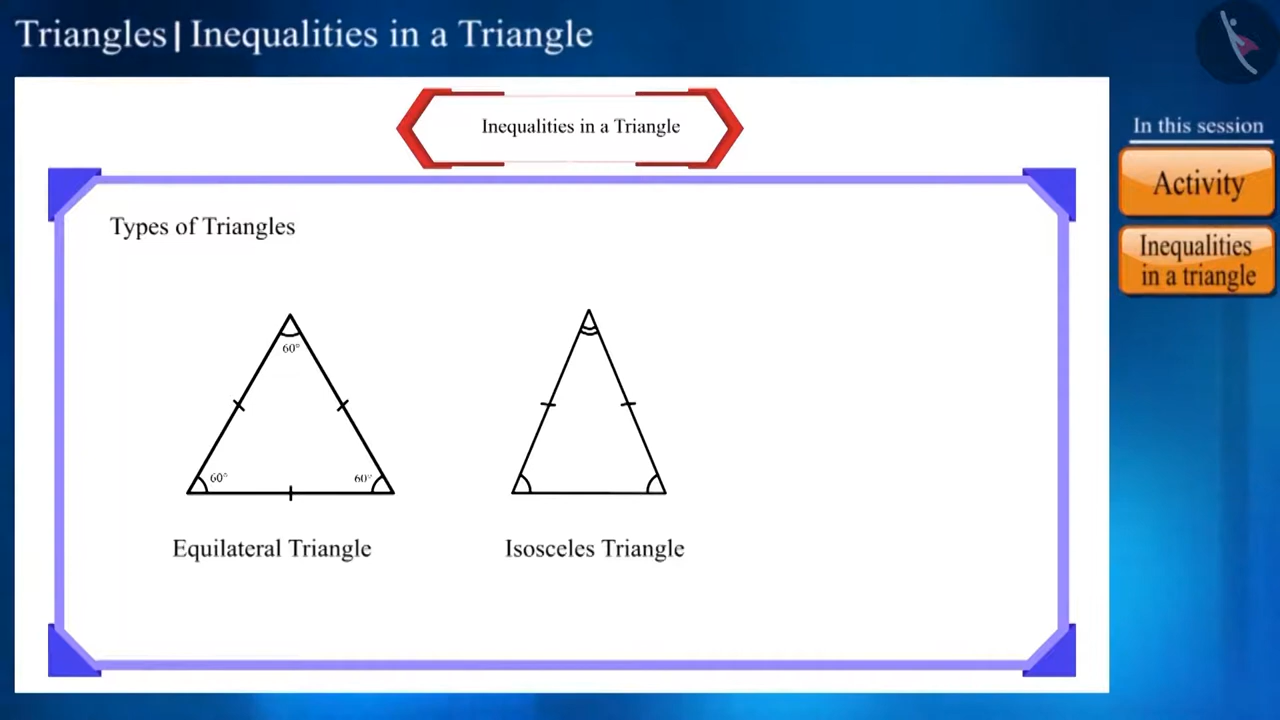 Triangles | Inequalities in a Triangle
In this session
Inequalities in a Triangle
Activity
Inequalities
in a triangle
Types of Triangles
60°
60°
60°
Equilateral Triangle
Isosceles Triangle